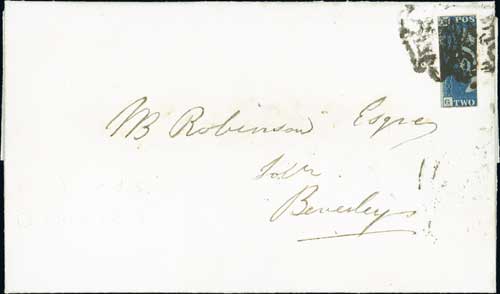 POS
G TWO
W B Robinson Esqre
Solr
Beverley